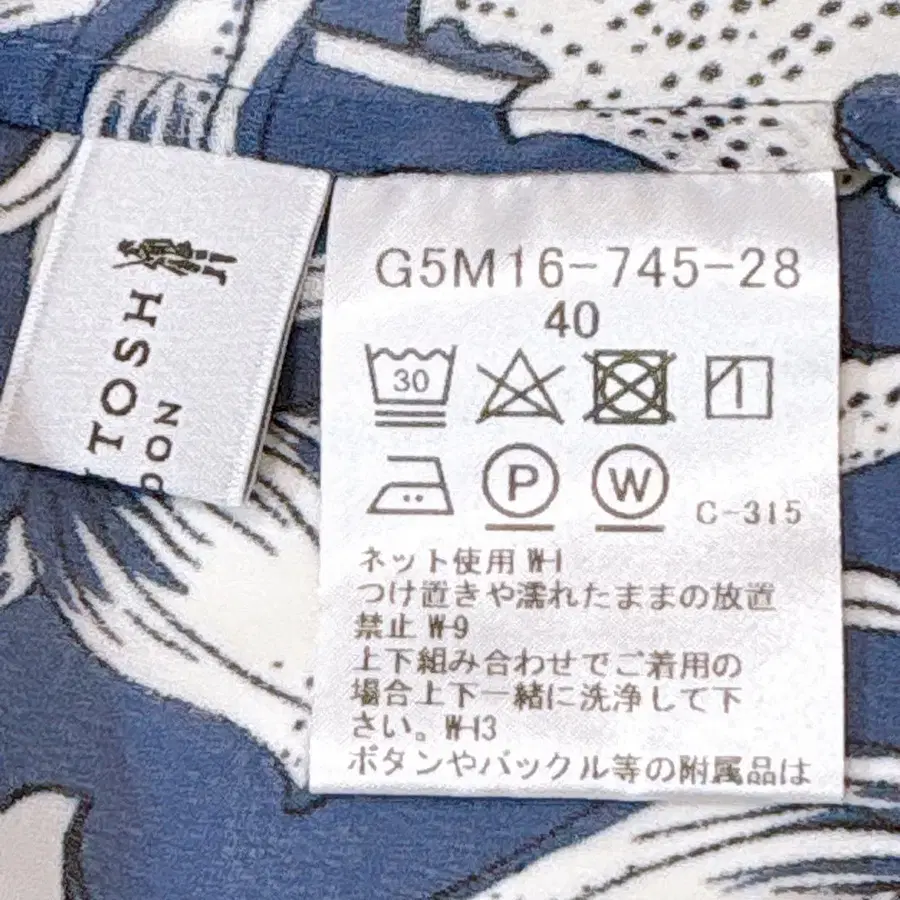 TOSH
DON
G5M16-745-28
40
30
P W C-315
ネット使用 W-1
つけ置きや濡れたままの放置
禁止 W-9
上下組み合わせでご着用の
場合上下一緒に洗浄して下
さい。W-13
ボタンやバックル等の附属品は